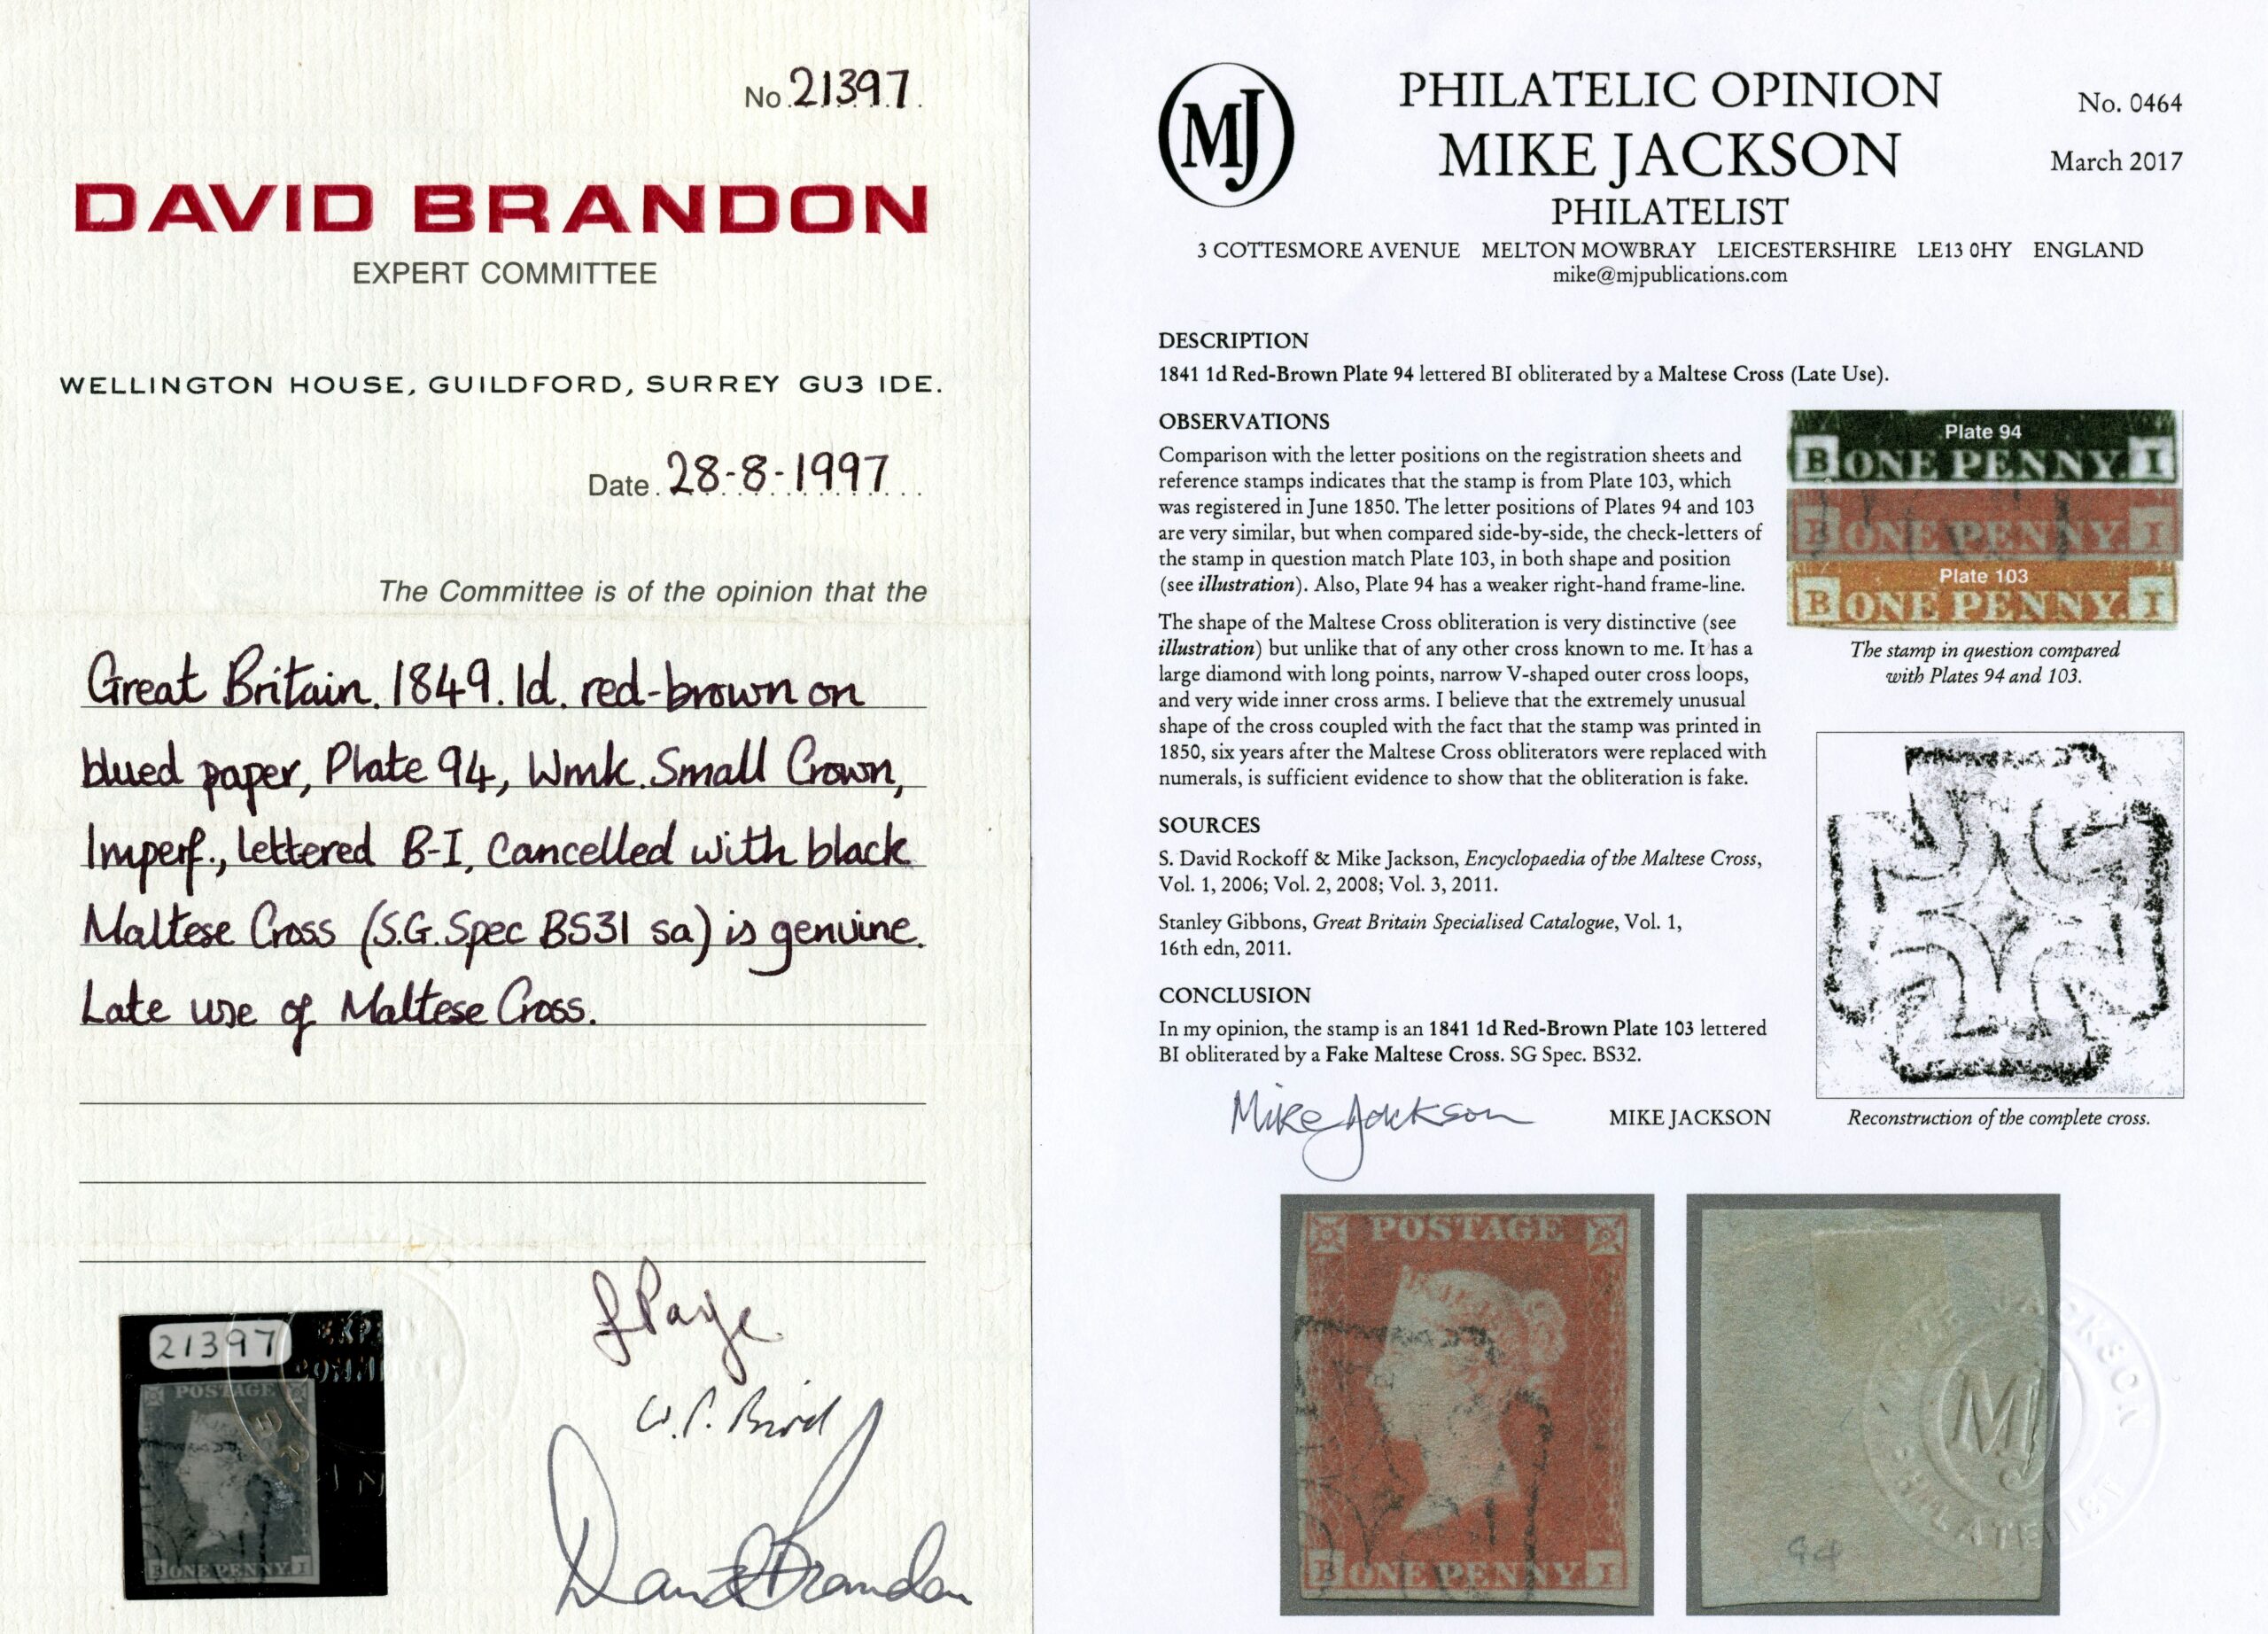 No. 21397.
DAVID BRANDON
EXPERT COMMITTEE
WELLINGTON HOUSE, GUILDFORD, SURREY GU3 IDE.
Date. 28-8-1997
The Committee is of the opinion that the
Great Britain. 1849. 1d. red-brown on
blued paper, Plate 94, Wmk. Small Crown,
Imperf., lettered B-I, Cancelled with black
Maltese Cross (S.G. Spec BS31 sa) is genuine.
Late use of Maltese Cross.
21397
POSTAGE
B ONE PENNY. I
David Brandon
MJ
PHILATELIC OPINION
MIKE JACKSON
PHILATELIST
No. 0464
March 2017
3 COTTESMORE AVENUE MELTON MOWBRAY LEICESTERSHIRE LE13 0HY ENGLAND
mike@mjpublications.com
DESCRIPTION
1841 1d Red-Brown Plate 94 lettered BI obliterated by a Maltese Cross (Late Use).
OBSERVATIONS
Comparison with the letter positions on the registration sheets and
reference stamps indicates that the stamp is from Plate 103, which
was registered in June 1850. The letter positions of Plates 94 and 103
are very similar, but when compared side-by-side, the check-letters of
the stamp in question match Plate 103, in both shape and position
(see illustration). Also, Plate 94 has a weaker right-hand frame-line.
The shape of the Maltese Cross obliteration is very distinctive (see
illustration) but unlike that of any other cross known to me. It has a
large diamond with long points, narrow V-shaped outer cross loops,
and very wide inner cross arms. I believe that the extremely unusual
shape of the cross coupled with the fact that the stamp was printed in
1850, six years after the Maltese Cross obliterators were replaced with
numerals, is sufficient evidence to show that the obliteration is fake.
Plate 94
B ONE PENNY. I
B ONE PENNY. I
Plate 103
B ONE PENNY. I
The stamp in question compared
with Plates 94 and 103.
SOURCES
S. David Rockoff & Mike Jackson, Encyclopaedia of the Maltese Cross,
Vol. 1, 2006; Vol. 2, 2008; Vol. 3, 2011.
Stanley Gibbons, Great Britain Specialised Catalogue, Vol. 1,
16th edn, 2011.
CONCLUSION
In my opinion, the stamp is an 1841 1d Red-Brown Plate 103 lettered
BI obliterated by a Fake Maltese Cross. SG Spec. BS32.
Reconstruction of the complete cross.
Mike Jackson
MIKE JACKSON
POSTAGE
B ONE PENNY. I
MJ
PHILATELIST
94